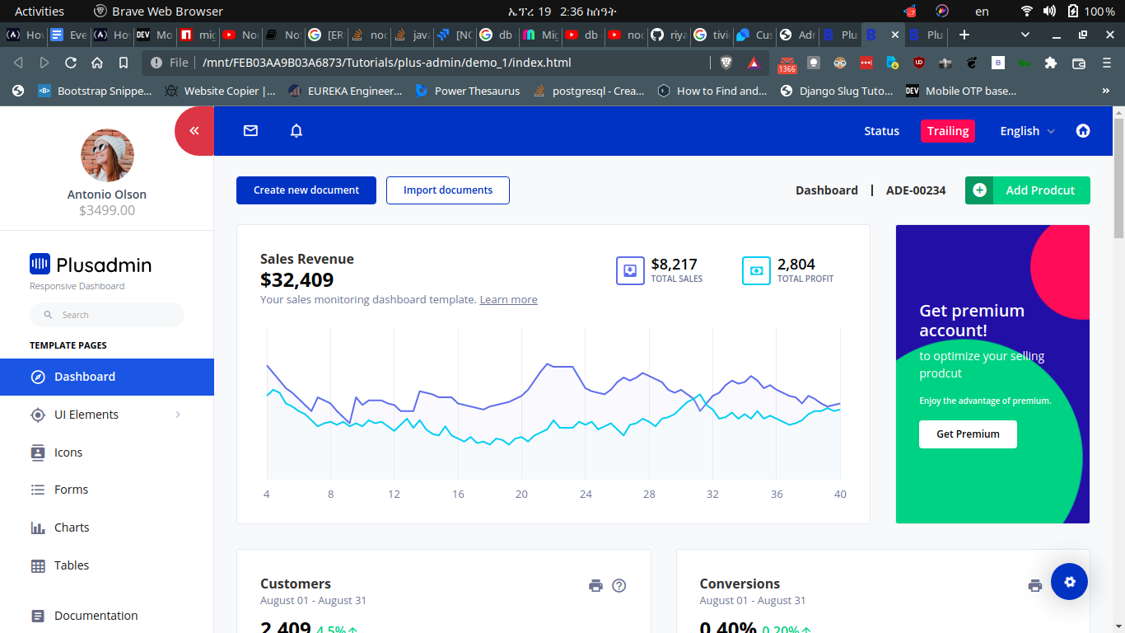 Activities
Brave Web Browser
ኤፕሪ 19 2:36 ከሰዓት
en
100 %
Ho
Eve
Ho
DEV Mo
mig
No
No
[ER
noc
java
[NC
db
Mig
db
noc
riya
tivi
Cus
Adr
Plu
B
Plu
File
/mnt/FEB03AA9B03A6873/Tutorials/plus-admin/demo_1/index.html
1366
Bootstrap Snippe...
Website Copier |...
EUREKA Engineer...
Power Thesaurus
postgresql - Crea...
How to Find and...
Django Slug Tuto...
DEV Mobile OTP base...
»
Antonio Olson
$3499.00
Status
Trailing
English
Create new document
Import documents
Dashboard | ADE-00234
Add Prodcut
Plusadmin
Responsive Dashboard
Search
TEMPLATE PAGES
Dashboard
UI Elements
Icons
Forms
Charts
Tables
Documentation
Sales Revenue
$32,409
Your sales monitoring dashboard template. Learn more
$8,217
TOTAL SALES
2,804
TOTAL PROFIT
4 8 12 16 20 24 28 32 36 40
Get premium
account!
to optimize your selling
prodcut
Enjoy the advantage of premium.
Get Premium
Customers
August 01 - August 31
2,409 4.5%↑
Conversions
August 01 - August 31
0.40% 0.20%↑